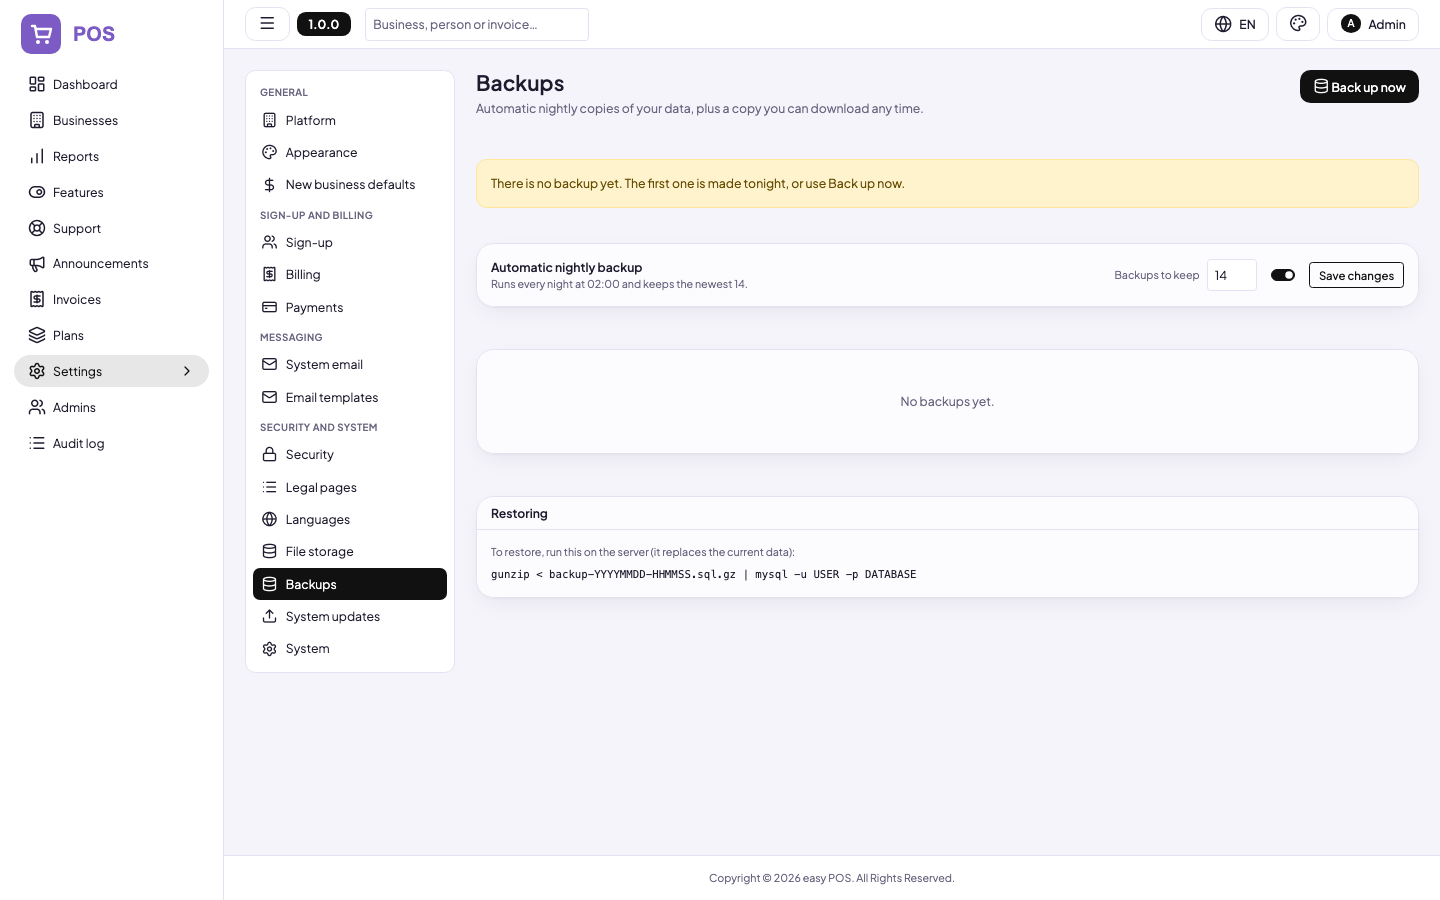 POS
Dashboard
Businesses
Reports
Features
Support
Announcements
Invoices
Plans
Settings
Admins
Audit log
1.0.0
Business, person or invoice...
EN
A Admin
GENERAL
Platform
Appearance
New business defaults
SIGN-UP AND BILLING
Sign-up
Billing
Payments
MESSAGING
System email
Email templates
SECURITY AND SYSTEM
Security
Legal pages
Languages
File storage
Backups
System updates
System
Backups
Automatic nightly copies of your data, plus a copy you can download any time.
Back up now
There is no backup yet. The first one is made tonight, or use Back up now.
Automatic nightly backup
Runs every night at 02:00 and keeps the newest 14.
Backups to keep 14
Save changes
No backups yet.
Restoring
To restore, run this on the server (it replaces the current data):
gunzip < backup-YYYYMMDD-HHMMSS.sql.gz | mysql -u USER -p DATABASE
Copyright © 2026 easy POS. All Rights Reserved.